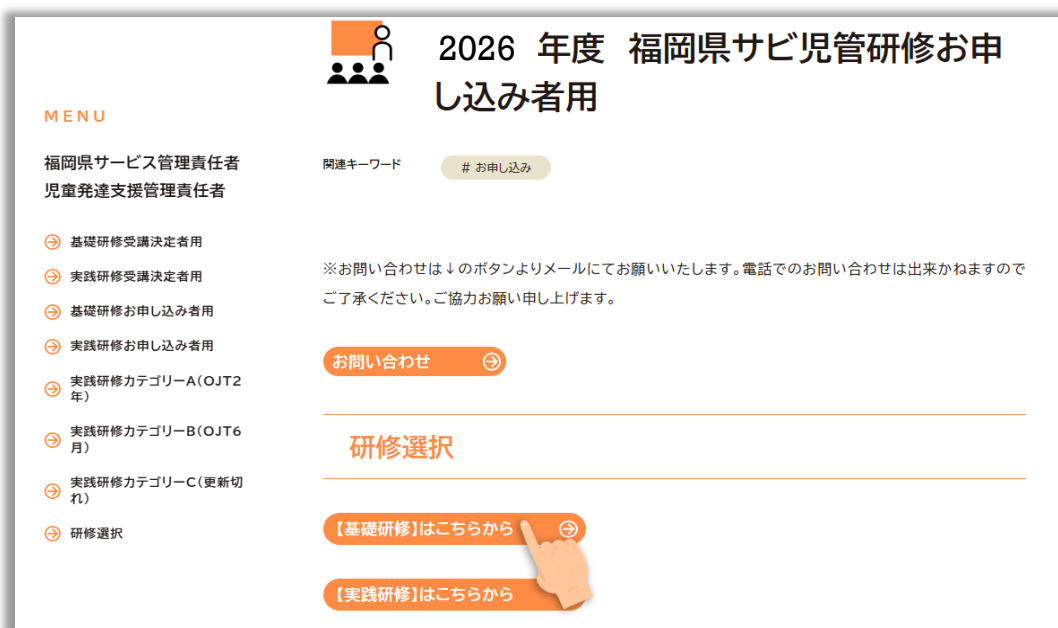 2026 年度 福岡県サビ児管研修お申
し込み者用
MENU
福岡県サービス管理責任者
児童発達支援管理責任者
基礎研修受講決定者用
実践研修受講決定者用
基礎研修お申し込み者用
実践研修お申し込み者用
実践研修カテゴリーA(OJT2
年)
実践研修カテゴリーB(OJT6
月)
実践研修カテゴリーC(更新切
れ)
研修選択
関連キーワード
# お申し込み
※お問い合わせは↓のボタンよりメールにてお願いいたします。電話でのお問い合わせは出来かねますので
ご了承ください。ご協力お願い申し上げます。
お問い合わせ
研修選択
【基礎研修】はこちらから
【実践研修】はこちらから